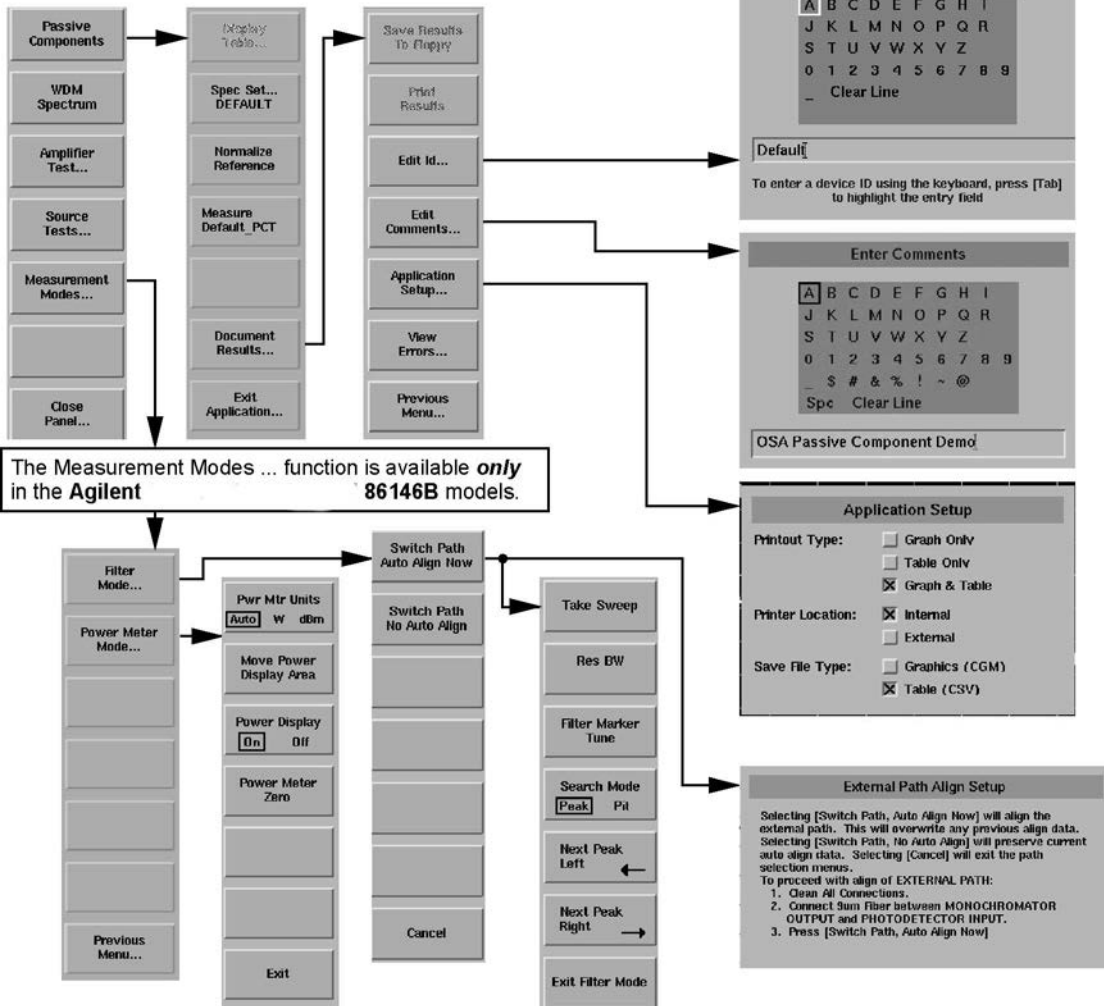 Passive
Components
WDM
Spectrum
Amplifier
Test...
Source
Tests...
Measurement
Modes...
Close
Panel...
Display
Table...
Spec Set...
DEFAULT
Normalize
Reference
Measure
Default_PCT
Document
Results...
Exit
Application...
Save Results
To Floppy
Print
Results
Edit Id...
Edit
Comments...
Application
Setup...
View
Errors...
Previous
Menu...
A B C D E F G H I
J K L M N O P Q R
S T U V W X Y Z
0 1 2 3 4 5 6 7 8 9
_ Clear Line
Default
To enter a device ID using the keyboard, press [Tab]
to highlight the entry field
Enter Comments
A B C D E F G H I
J K L M N O P Q R
S T U V W X Y Z
0 1 2 3 4 5 6 7 8 9
_ $ # & % ! ~ @
Spc Clear Line
OSA Passive Component Demo
The Measurement Modes ... function is available only
in the Agilent 86146B models.
Application Setup
Printout Type: Graph Only
Table Only
Graph & Table
Printer Location: Internal
External
Save File Type: Graphics (CGM)
Table (CSV)
Filter
Mode...
Power Meter
Mode...
Previous
Menu...
Pwr Mtr Units
Auto W dBm
Move Power
Display Area
Power Display
On Off
Power Meter
Zero
Exit
Switch Path
Auto Align Now
Switch Path
No Auto Align
Cancel
Take Sweep
Res BW
Filter Marker
Tune
Search Mode
Peak Pit
Next Peak
Left
Next Peak
Right
Exit Filter Mode
External Path Align Setup
Selecting [Switch Path, Auto Align Now] will align the
external path. This will overwrite any previous align data.
Selecting [Switch Path, No Auto Align] will preserve current
auto align data. Selecting [Cancel] will exit the path
selection menus.
To proceed with align of EXTERNAL PATH:
1. Clean All Connections.
2. Connect 9um Fiber between MONOCHROMATOR
OUTPUT and PHOTODETECTOR INPUT.
3. Press [Switch Path, Auto Align Now]